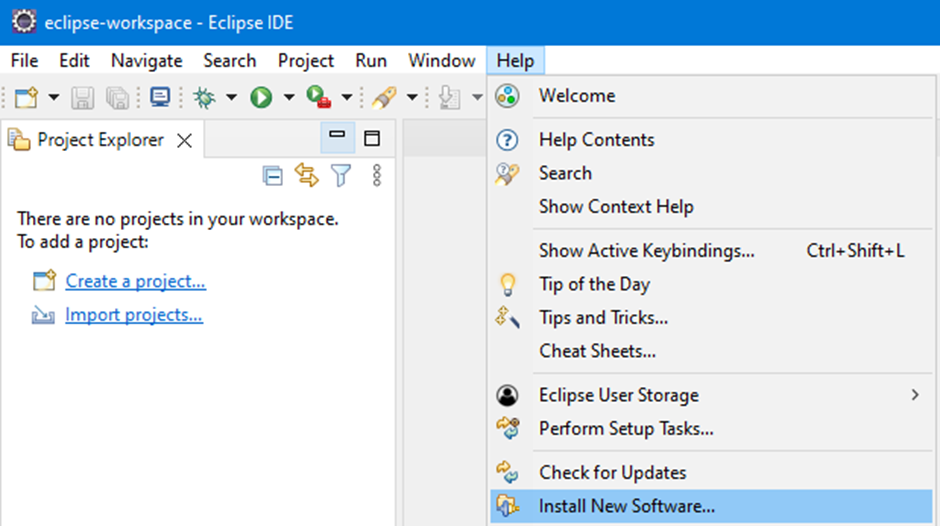 eclipse-workspace - Eclipse IDE
File Edit Navigate Search Project Run Window Help
Project Explorer
There are no projects in your workspace.
To add a project:
Create a project...
Import projects...
Welcome
Help Contents
Search
Show Context Help
Show Active Keybindings... Ctrl+Shift+L
Tip of the Day
Tips and Tricks...
Cheat Sheets...
Eclipse User Storage
Perform Setup Tasks...
Check for Updates
Install New Software...